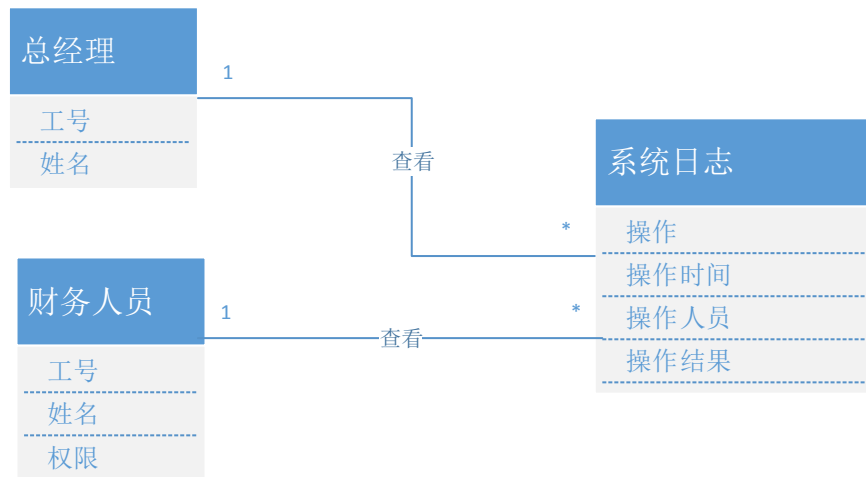 总经理
工号
姓名
1
查看
*
系统日志
操作
操作时间
操作人员
操作结果
财务人员
工号
姓名
权限
1
查看
*